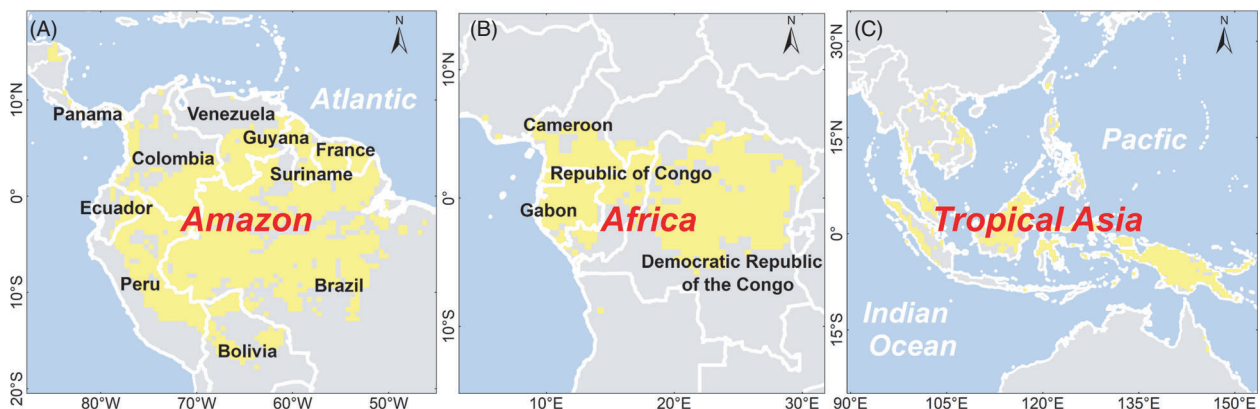 (A)
N
Atlantic
Panama
Venezuela
Guyana
France
Colombia
Suriname
Ecuador
Amazon
Peru
Brazil
Bolivia
10°N
0°
10°S
20°S
80°W
70°W
60°W
50°W
(B)
N
Cameroon
Republic of Congo
Gabon
Africa
Democratic Republic
of the Congo
10°N
0°
10°S
10°E
20°E
30°E
(C)
N
Pacfic
Tropical Asia
Indian
Ocean
30°N
15°N
0°
15°S
90°E
105°E
120°E
135°E
150°E